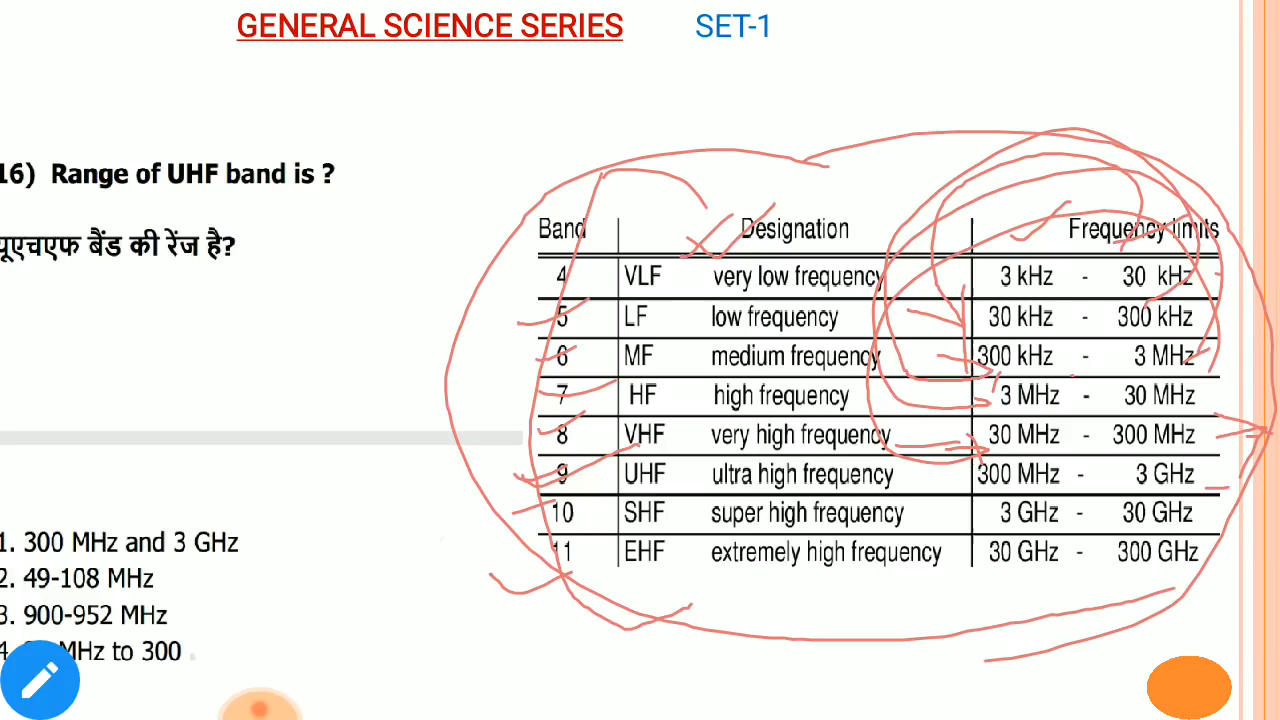 GENERAL SCIENCE SERIES SET-1
16) Range of UHF band is ?
यूएचएफ बैंड की रेंज है?
Band Designation Frequency limits
4 VLF very low frequency 3 kHz - 30 kHz
5 LF low frequency 30 kHz - 300 kHz
6 MF medium frequency 300 kHz - 3 MHz
7 HF high frequency 3 MHz - 30 MHz
8 VHF very high frequency 30 MHz - 300 MHz
9 UHF ultra high frequency 300 MHz - 3 GHz
10 SHF super high frequency 3 GHz - 30 GHz
11 EHF extremely high frequency 30 GHz - 300 GHz
1. 300 MHz and 3 GHz
2. 49-108 MHz
3. 900-952 MHz
4. MHz to 300